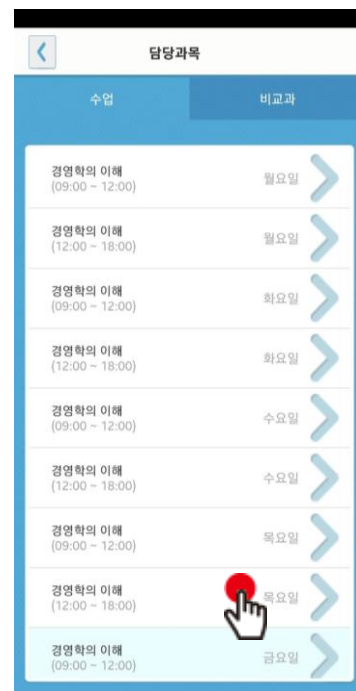 담당과목
수업 비교과
경영학의 이해
(09:00 ~ 12:00) 월요일
경영학의 이해
(12:00 ~ 18:00) 월요일
경영학의 이해
(09:00 ~ 12:00) 화요일
경영학의 이해
(12:00 ~ 18:00) 화요일
경영학의 이해
(09:00 ~ 12:00) 수요일
경영학의 이해
(12:00 ~ 18:00) 수요일
경영학의 이해
(09:00 ~ 12:00) 목요일
경영학의 이해
(12:00 ~ 18:00) 목요일
경영학의 이해
(09:00 ~ 12:00) 금요일